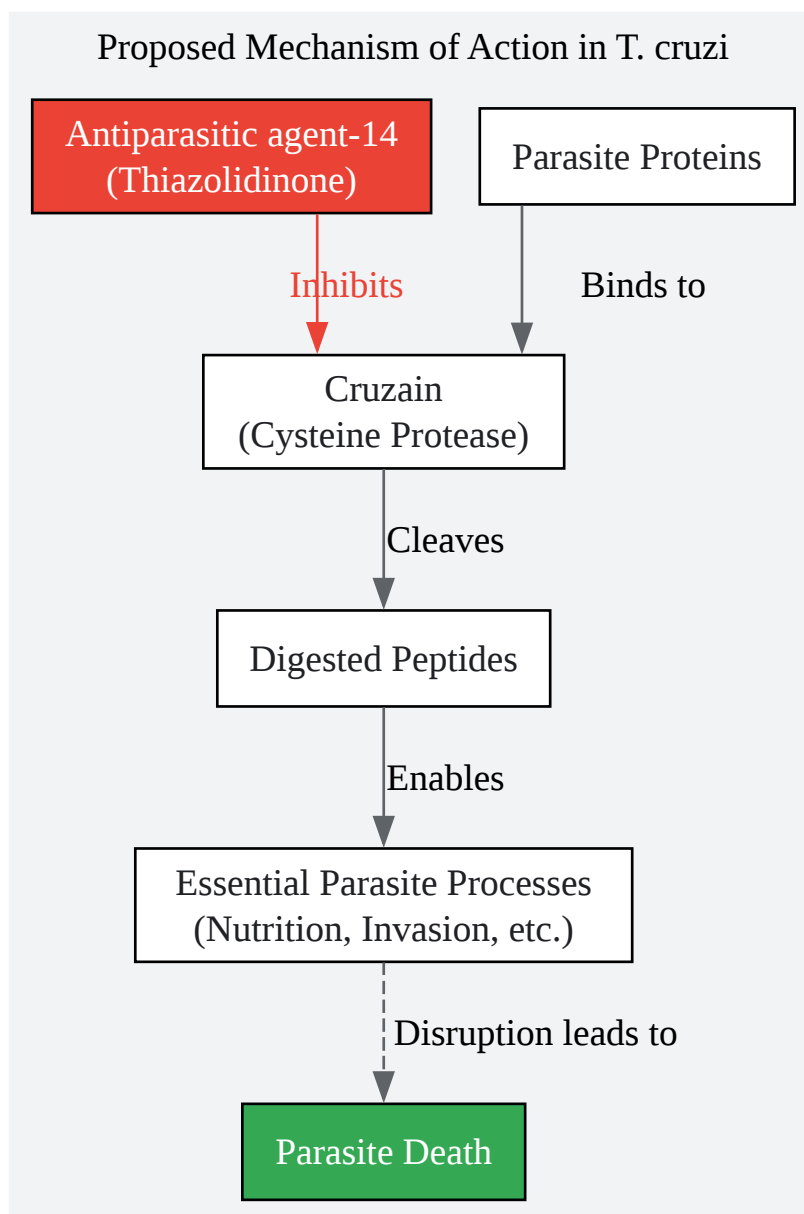 Proposed Mechanism of Action in T. cruzi
Antiparasitic agent-14
(Thiazolidinone)
Parasite Proteins
Inhibits
Binds to
Cruzain
(Cysteine Protease)
Cleaves
Digested Peptides
Enables
Essential Parasite Processes
(Nutrition, Invasion, etc.)
Disruption leads to
Parasite Death